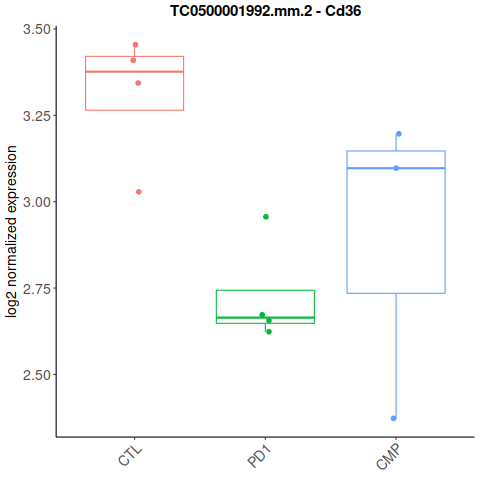 TC0500001992.mm.2 - Cd36
log2 normalized expression
3.50
3.25
3.00
2.75
2.50
CTL
PD1
CMP